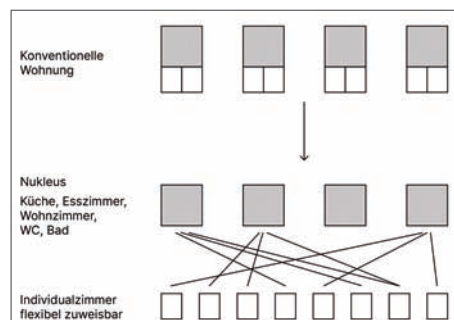 Konventionelle
Wohnung
Nukleus
Küche, Esszimmer,
Wohnzimmer,
WC, Bad
Individualzimmer
flexibel zuweisbar